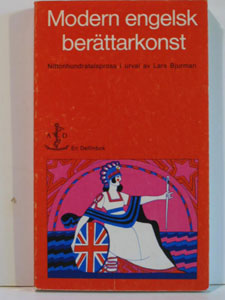 Modern engelsk
berättarkonst
Nittonhundratalsprosa i urval av Lars Bjurman
A D
En Delfinbok